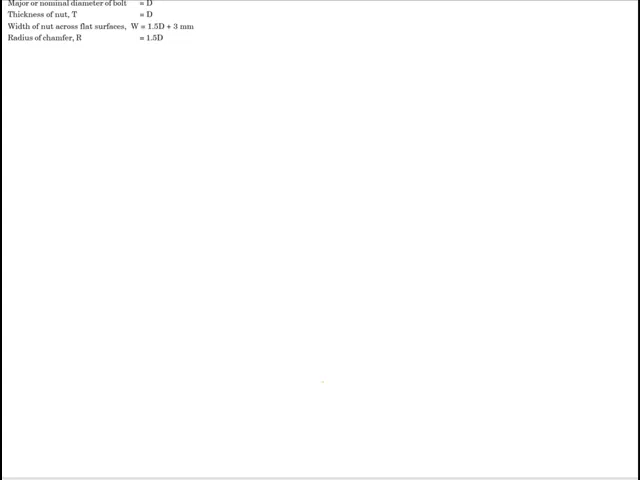 Major or nominal diameter of bolt = D
Thickness of nut, T = D
Width of nut across flat surfaces, W = 1.5D + 3 mm
Radius of chamfer, R = 1.5D